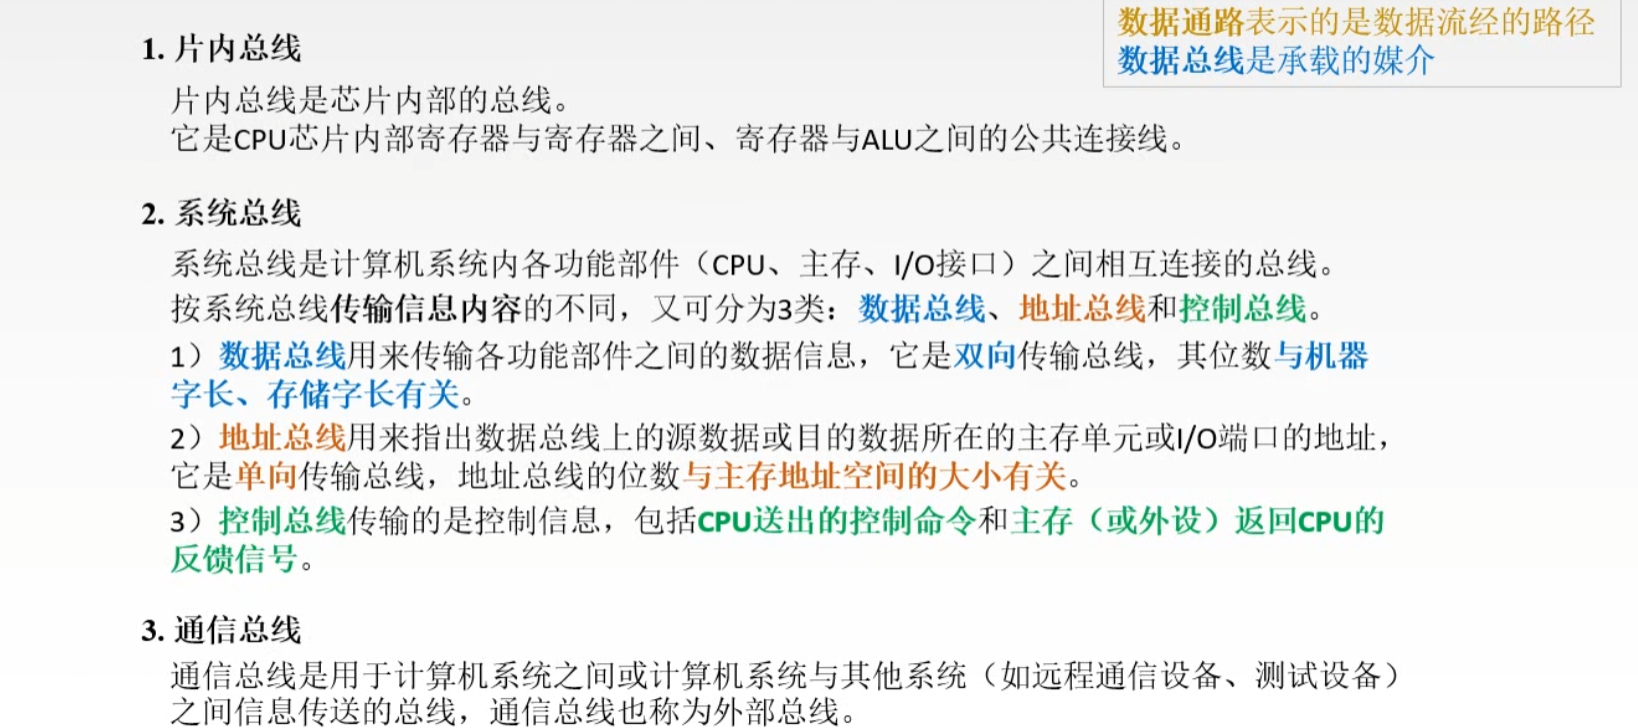 数据通路表示的是数据流经的路径
数据总线是承载的媒介
1. 片内总线
片内总线是芯片内部的总线。
它是CPU芯片内部寄存器与寄存器之间、寄存器与ALU之间的公共连接线。
2. 系统总线
系统总线是计算机系统内各功能部件（CPU、主存、I/O接口）之间相互连接的总线。
按系统总线传输信息内容的不同，又可分为3类：数据总线、地址总线和控制总线。
1）数据总线用来传输各功能部件之间的数据信息，它是双向传输总线，其位数与机器
字长、存储字长有关。
2）地址总线用来指出数据总线上的源数据或目的数据所在的主存单元或I/O端口的地址，
它是单向传输总线，地址总线的位数与主存地址空间的大小有关。
3）控制总线传输的是控制信息，包括CPU送出的控制命令和主存（或外设）返回CPU的
反馈信号。
3. 通信总线
通信总线是用于计算机系统之间或计算机系统与其他系统（如远程通信设备、测试设备）
之间信息传送的总线，通信总线也称为外部总线。